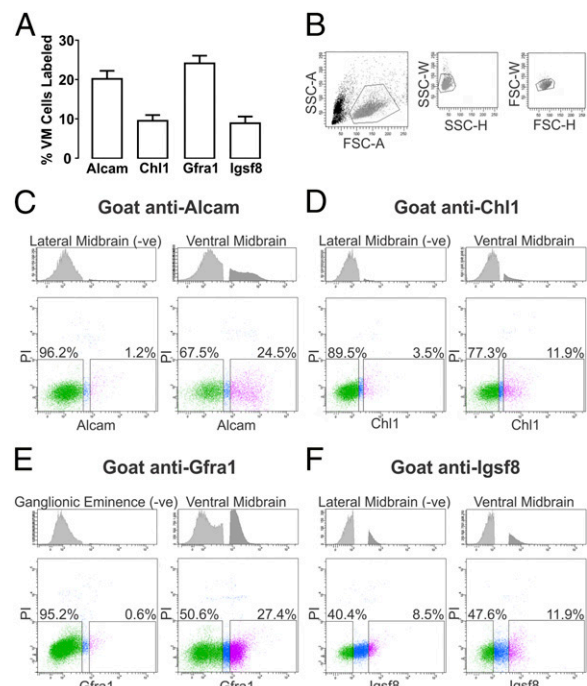 A
% VM Cells Labeled
30
20
10
0
Alcam Chl1 Gfra1 Igsf8
B
SSC-A
FSC-A
SSC-W
SSC-H
FSC-W
FSC-H
C
Goat anti-Alcam
Lateral Midbrain (-ve) Ventral Midbrain
PI
96.2% 1.2% 67.5% 24.5%
Alcam Alcam
D
Goat anti-Chl1
Lateral Midbrain (-ve) Ventral Midbrain
PI
89.5% 3.5% 77.3% 11.9%
Chl1 Chl1
E
Goat anti-Gfra1
Ganglionic Eminence (-ve) Ventral Midbrain
PI
95.2% 0.6% 50.6% 27.4%
Gfra1 Gfra1
F
Goat anti-Igsf8
Lateral Midbrain (-ve) Ventral Midbrain
PI
40.4% 8.5% 47.6% 11.9%
Igsf8 Igsf8